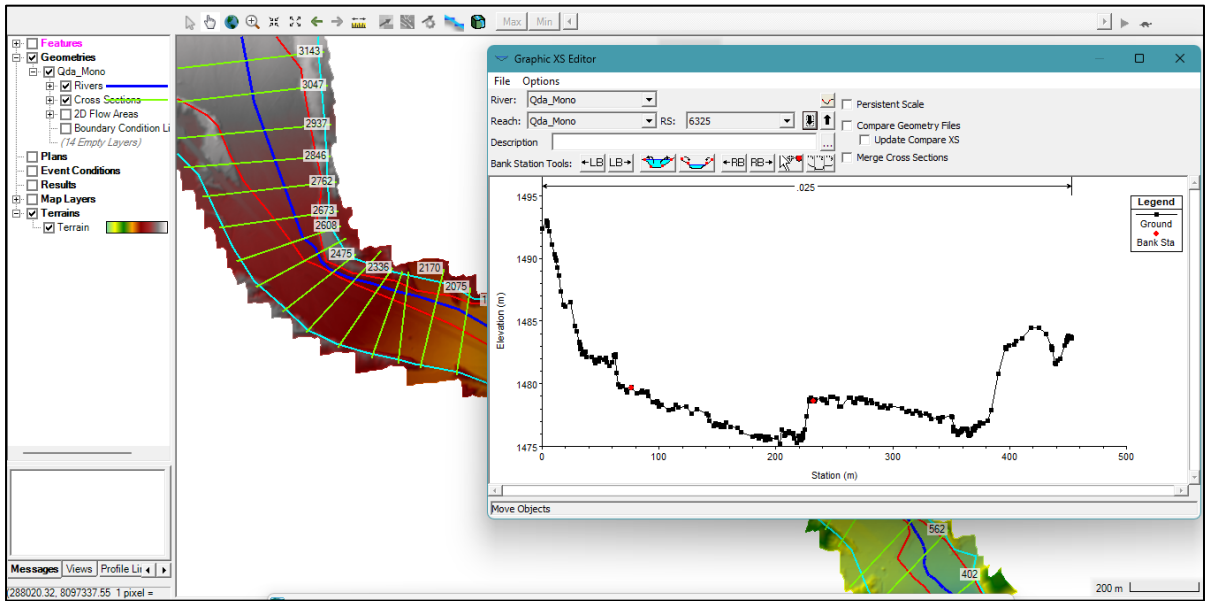 Max Min
Features
Geometries
Qda_Mono
Rivers
Cross Sections
2D Flow Areas
Boundary Condition Li
(14 Empty Layers)
Plans
Event Conditions
Results
Map Layers
Terrains
Terrain
Messages Views Profile Lir
(288020.32, 8097337.55 1 pixel =
3143
3047
2937
2846
2762
2673
2608
2475
2336
2170
2075
1
Graphic XS Editor
File Options
River: Qda_Mono
Persistent Scale
Reach: Qda_Mono RS: 6325
Compare Geometry Files
Update Compare XS
Description ...
Bank Station Tools: LB LB RB RB
Merge Cross Sections
.025
1495
1490
1485
1480
1475
Elevation (m)
0 100 200 300 400 500
Station (m)
Legend
Ground
Bank Sta
Move Objects
562
402
200 m